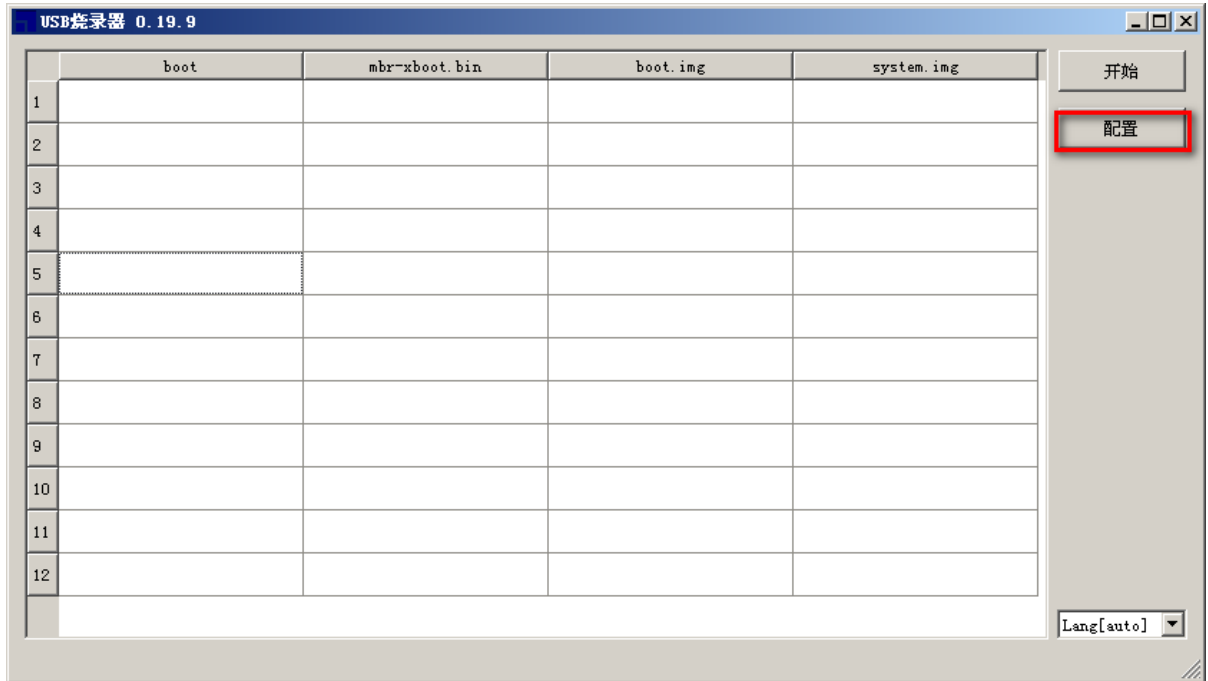 USB烧录器 0.19.9
boot mbr-xboot.bin boot.img system.img
开始
1
配置
2
3
4
5
6
7
8
9
10
11
12
Lang[auto]